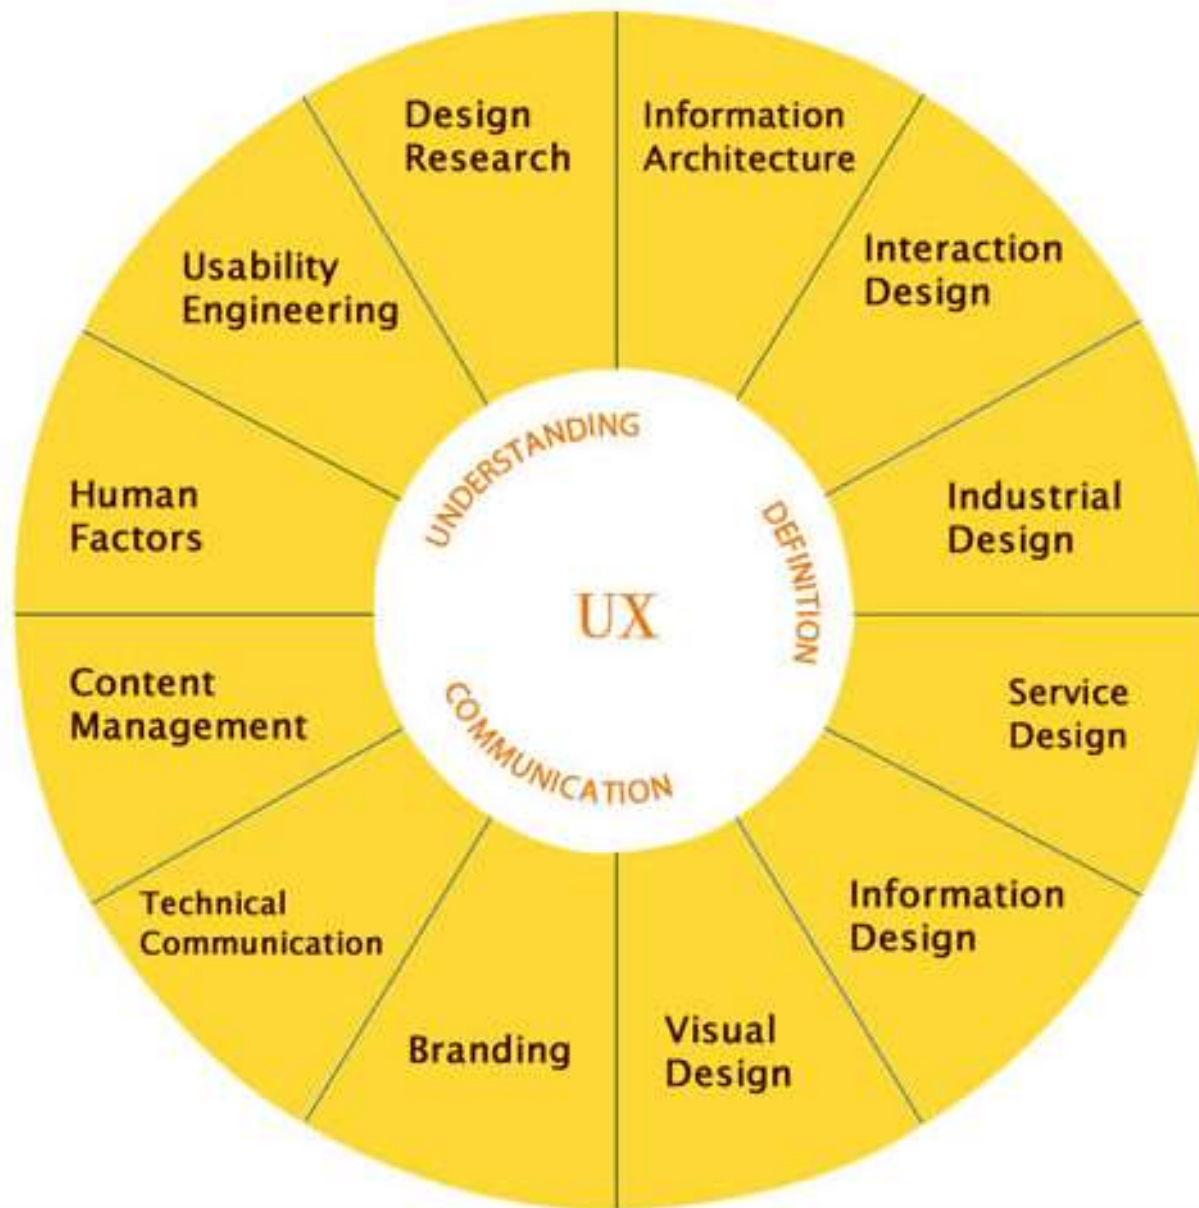 Design
Research
Information
Architecture
Interaction
Design
Industrial
Design
Service
Design
Information
Design
Visual
Design
Branding
Technical
Communication
Content
Management
Human
Factors
Usability
Engineering
UNDERSTANDING
DEFINITION
COMMUNICATION
UX